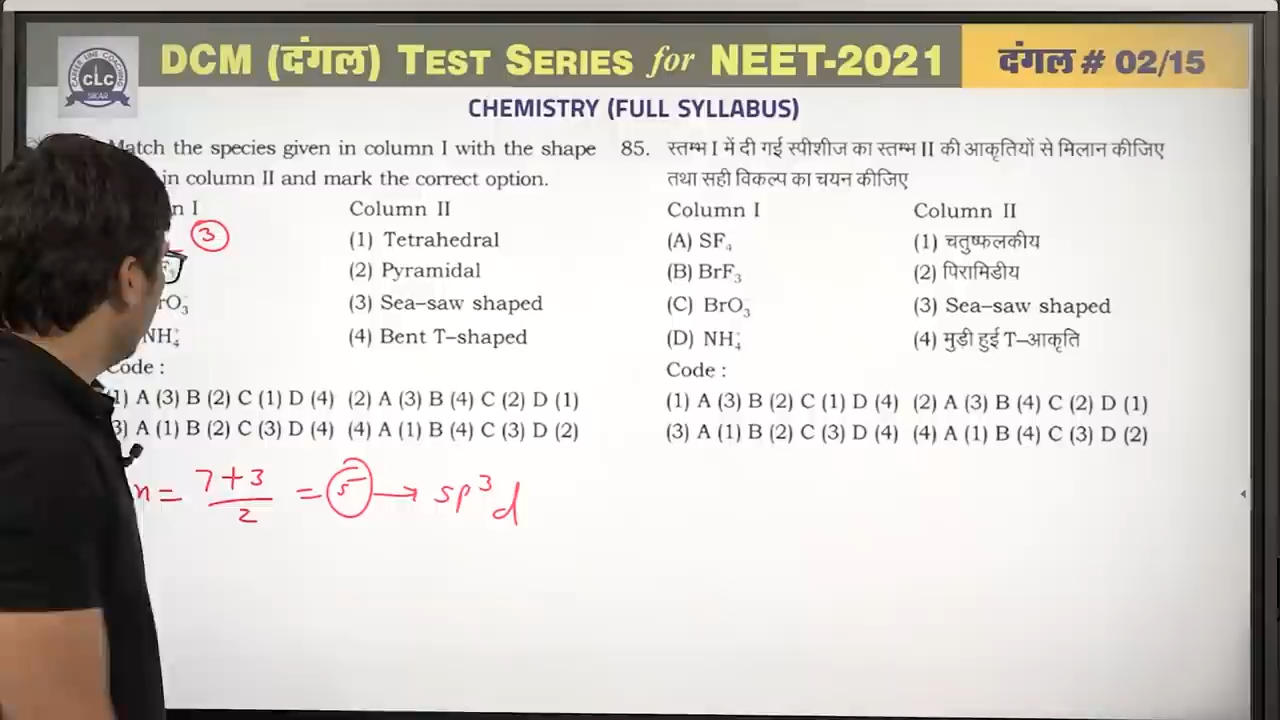 DCM (दंगल) TEST SERIES for NEET-2021
दंगल # 02/15
CLC
SIKAR
CHEMISTRY (FULL SYLLABUS)
Match the species given in column I with the shape
in column II and mark the correct option.
n I Column II
3
(1) Tetrahedral
(2) Pyramidal
rO₃⁻ (3) Sea–saw shaped
NH₄⁺ (4) Bent T–shaped
Code :
1) A (3) B (2) C (1) D (4) (2) A (3) B (4) C (2) D (1)
3) A (1) B (2) C (3) D (4) (4) A (1) B (4) C (3) D (2)
n = 7+3 / 2 = 5 → sp³d
85. स्तम्भ I में दी गई स्पीशीज का स्तम्भ II की आकृतियों से मिलान कीजिए
तथा सही विकल्प का चयन कीजिए
Column I Column II
(A) SF₄ (1) चतुष्फलकीय
(B) BrF₃ (2) पिरामिडीय
(C) BrO₃⁻ (3) Sea–saw shaped
(D) NH₄⁺ (4) मुड़ी हुई T–आकृति
Code :
(1) A (3) B (2) C (1) D (4) (2) A (3) B (4) C (2) D (1)
(3) A (1) B (2) C (3) D (4) (4) A (1) B (4) C (3) D (2)